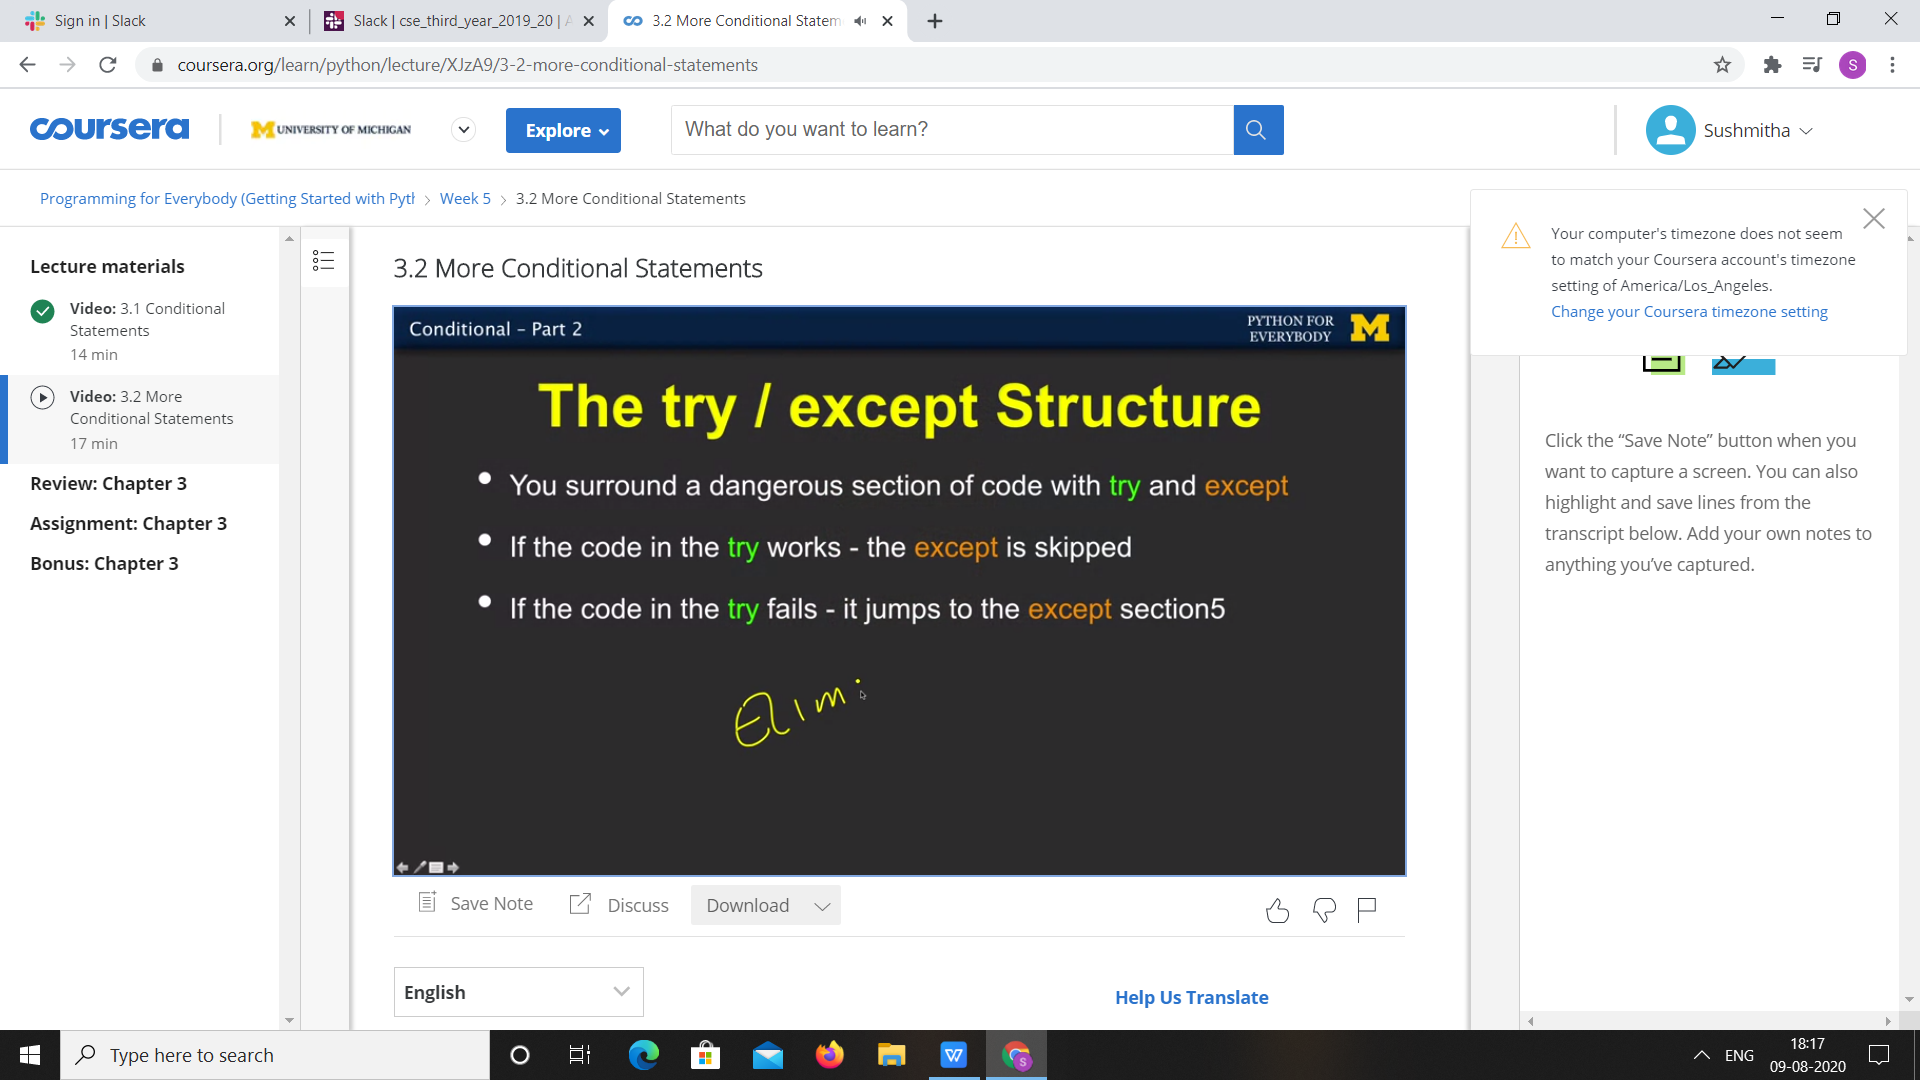 Sign in | Slack
Slack | cse_third_year_2019_20 |
3.2 More Conditional Statem
coursera.org/learn/python/lecture/XJzA9/3-2-more-conditional-statements
S
coursera
M UNIVERSITY OF MICHIGAN
Explore
What do you want to learn?
Sushmitha
Programming for Everybody (Getting Started with Pyth
Week 5
3.2 More Conditional Statements
Your computer's timezone does not seem
to match your Coursera account's timezone
setting of America/Los_Angeles.
Change your Coursera timezone setting
Lecture materials
Video: 3.1 Conditional
Statements
14 min
Video: 3.2 More
Conditional Statements
17 min
Review: Chapter 3
Assignment: Chapter 3
Bonus: Chapter 3
3.2 More Conditional Statements
Conditional – Part 2
PYTHON FOR
EVERYBODY
M
The try / except Structure
• You surround a dangerous section of code with try and except
• If the code in the try works - the except is skipped
• If the code in the try fails - it jumps to the except section5
Elimi
Save Note
Discuss
Download
English
Help Us Translate
Click the “Save Note” button when you
want to capture a screen. You can also
highlight and save lines from the
transcript below. Add your own notes to
anything you’ve captured.
Type here to search
W
S
ENG
18:17
09-08-2020